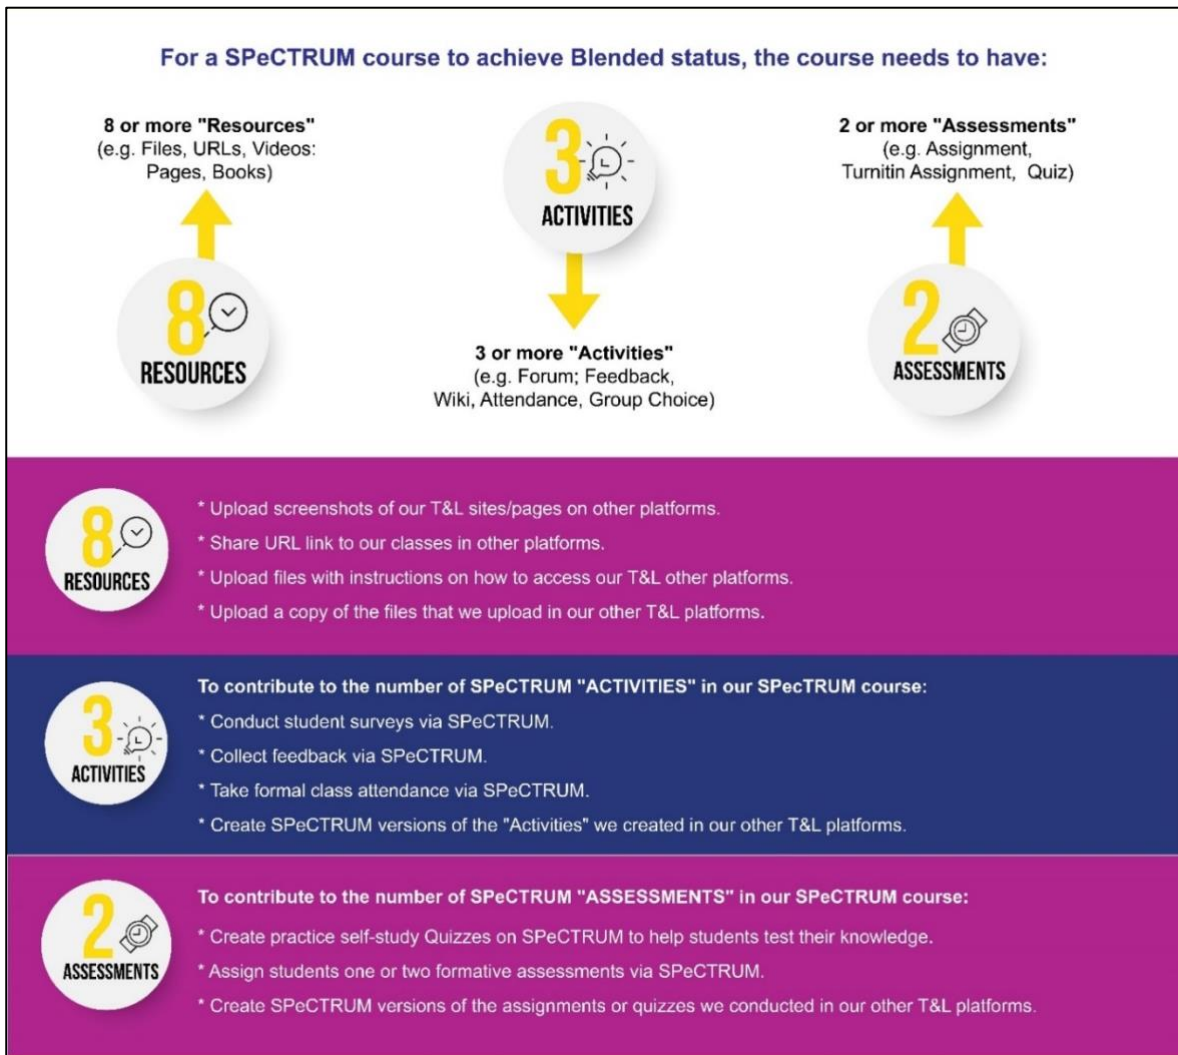 For a SPeCTRUM course to achieve Blended status, the course needs to have:
8 or more "Resources"
(e.g. Files, URLs, Videos:
Pages, Books)
8
RESOURCES
3
ACTIVITIES
3 or more "Activities"
(e.g. Forum; Feedback,
Wiki, Attendance, Group Choice)
2 or more "Assessments"
(e.g. Assignment,
Turnitin Assignment, Quiz)
2
ASSESSMENTS
8
RESOURCES
* Upload screenshots of our T&L sites/pages on other platforms.
* Share URL link to our classes in other platforms.
* Upload files with instructions on how to access our T&L other platforms.
* Upload a copy of the files that we upload in our other T&L platforms.
3
ACTIVITIES
To contribute to the number of SPeCTRUM "ACTIVITIES" in our SPecTRUM course:
* Conduct student surveys via SPeCTRUM.
* Collect feedback via SPeCTRUM.
* Take formal class attendance via SPeCTRUM.
* Create SPeCTRUM versions of the "Activities" we created in our other T&L platforms.
2
ASSESSMENTS
To contribute to the number of SPeCTRUM "ASSESSMENTS" in our SPeCTRUM course:
* Create practice self-study Quizzes on SPeCTRUM to help students test their knowledge.
* Assign students one or two formative assessments via SPeCTRUM.
* Create SPeCTRUM versions of the assignments or quizzes we conducted in our other T&L platforms.